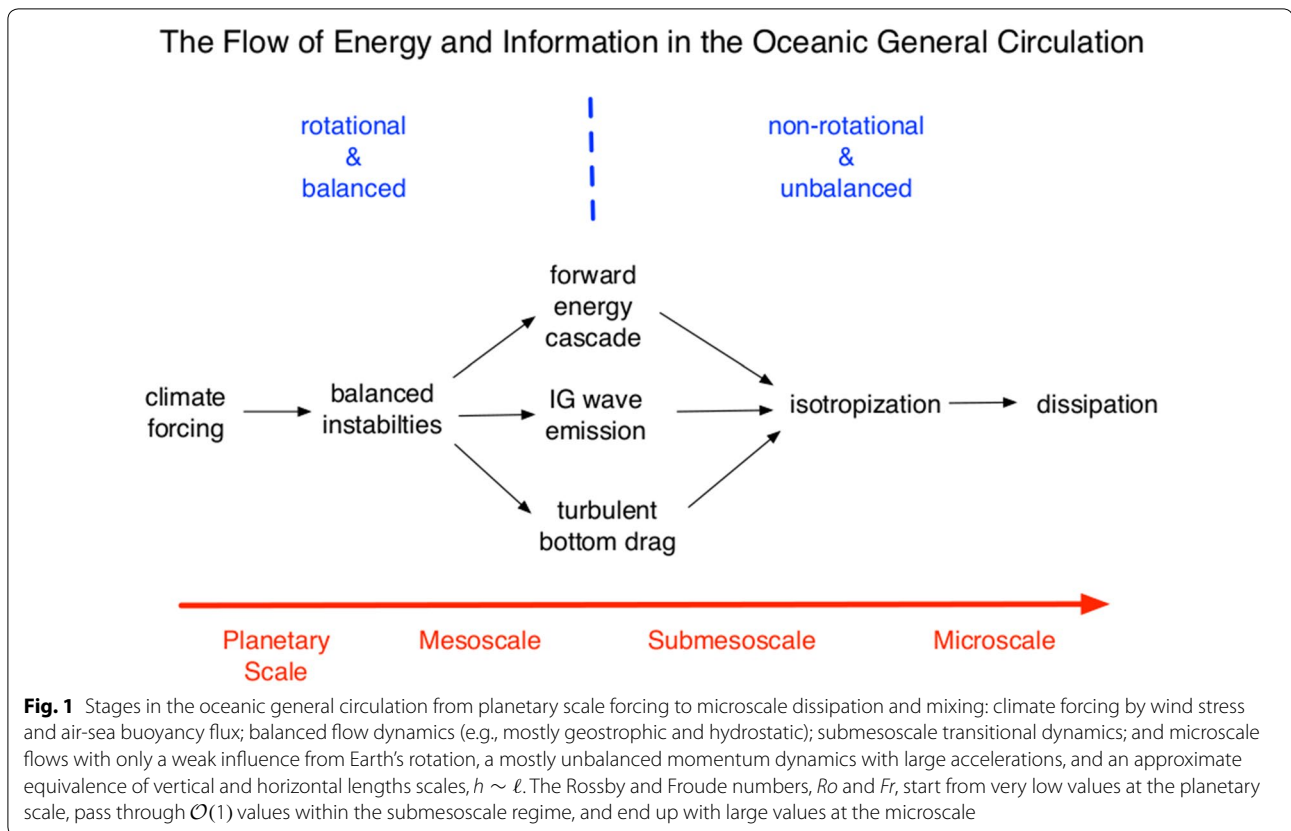 The Flow of Energy and Information in the Oceanic General Circulation
rotational
&
balanced
non-rotational
&
unbalanced
forward
energy
cascade
climate
forcing
balanced
instabilties
IG wave
emission
isotropization
dissipation
turbulent
bottom drag
Planetary
Scale
Mesoscale
Submesoscale
Microscale
Fig. 1 Stages in the oceanic general circulation from planetary scale forcing to microscale dissipation and mixing: climate forcing by wind stress
and air-sea buoyancy flux; balanced flow dynamics (e.g., mostly geostrophic and hydrostatic); submesoscale transitional dynamics; and microscale
flows with only a weak influence from Earth's rotation, a mostly unbalanced momentum dynamics with large accelerations, and an approximate
equivalence of vertical and horizontal lengths scales, h ∼ ℓ. The Rossby and Froude numbers, Ro and Fr, start from very low values at the planetary
scale, pass through 𝒪(1) values within the submesoscale regime, and end up with large values at the microscale